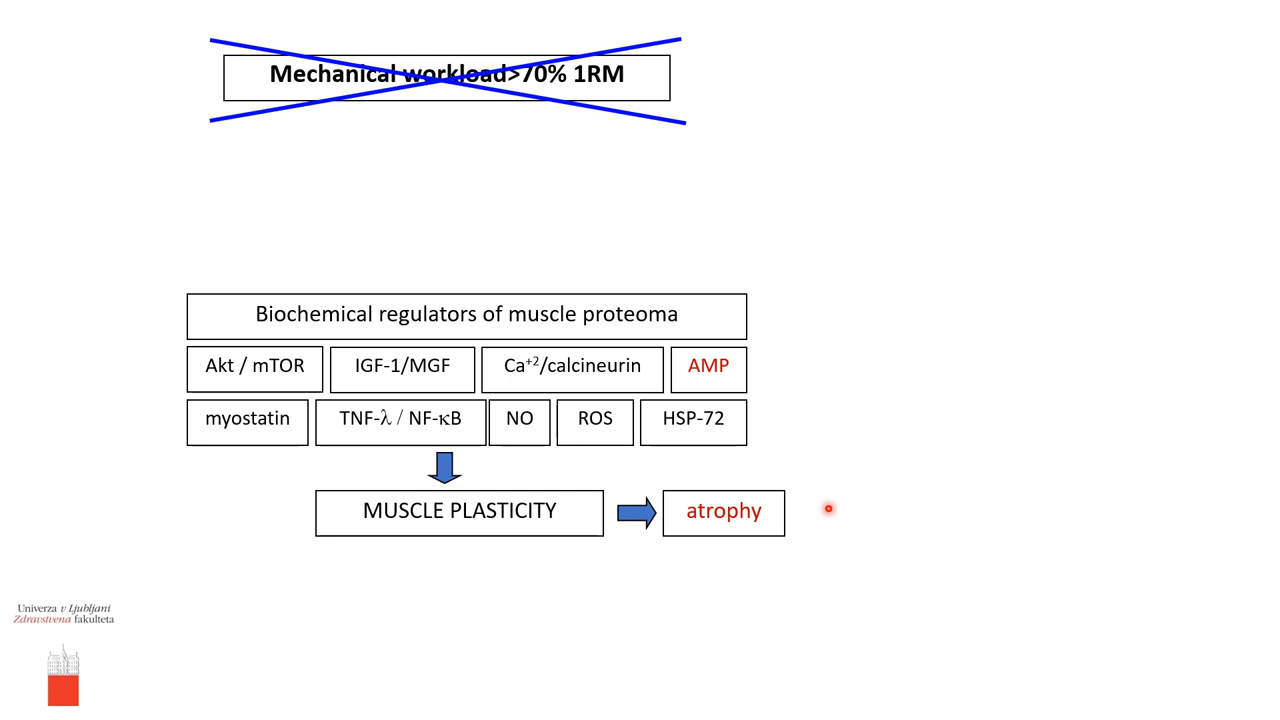 Mechanical workload>70% 1RM
Biochemical regulators of muscle proteoma
Akt / mTOR
IGF-1/MGF
Ca⁺²/calcineurin
AMP
myostatin
TNF-λ / NF-κB
NO
ROS
HSP-72
MUSCLE PLASTICITY
atrophy
Univerza v Ljubljani
Zdravstvena fakulteta